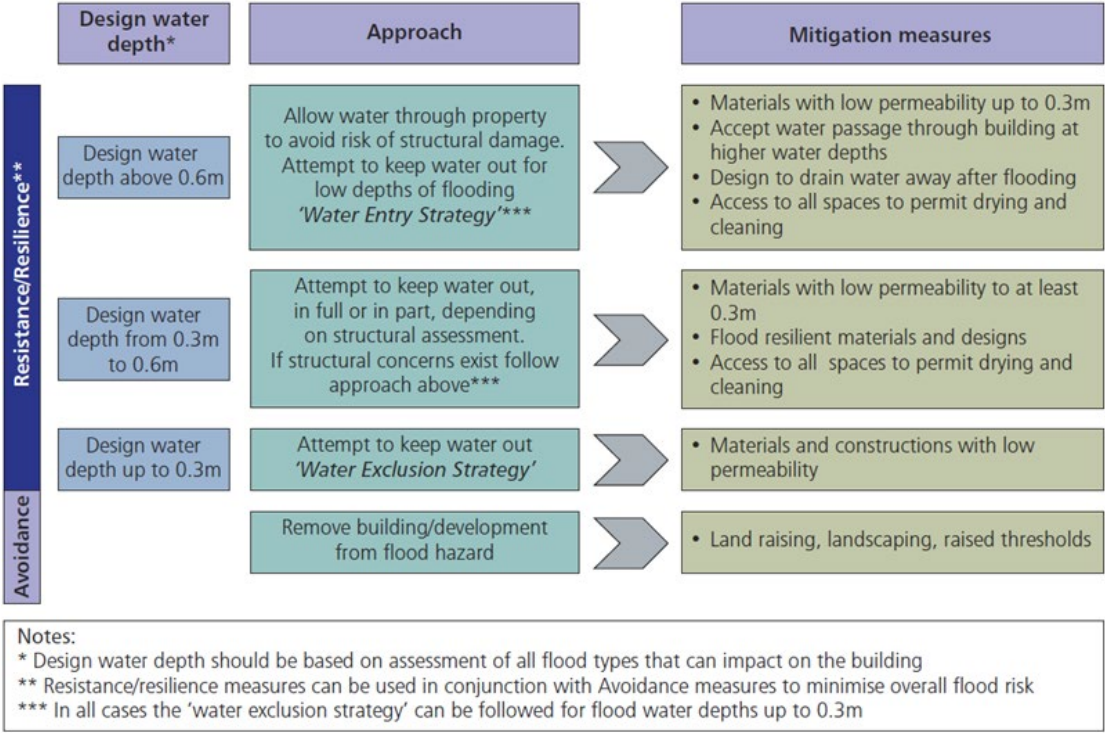 Design water
depth*
Approach
Mitigation measures
Resistance/Resilience**
Design water
depth above 0.6m
Allow water through property
to avoid risk of structural damage.
Attempt to keep water out for
low depths of flooding
'Water Entry Strategy'***
• Materials with low permeability up to 0.3m
• Accept water passage through building at
higher water depths
• Design to drain water away after flooding
• Access to all spaces to permit drying and
cleaning
Design water
depth from 0.3m
to 0.6m
Attempt to keep water out,
in full or in part, depending
on structural assessment.
If structural concerns exist follow
approach above***
• Materials with low permeability to at least
0.3m
• Flood resilient materials and designs
• Access to all spaces to permit drying and
cleaning
Design water
depth up to 0.3m
Attempt to keep water out
'Water Exclusion Strategy'
• Materials and constructions with low
permeability
Avoidance
Remove building/development
from flood hazard
• Land raising, landscaping, raised thresholds
Notes:
* Design water depth should be based on assessment of all flood types that can impact on the building
** Resistance/resilience measures can be used in conjunction with Avoidance measures to minimise overall flood risk
*** In all cases the 'water exclusion strategy' can be followed for flood water depths up to 0.3m